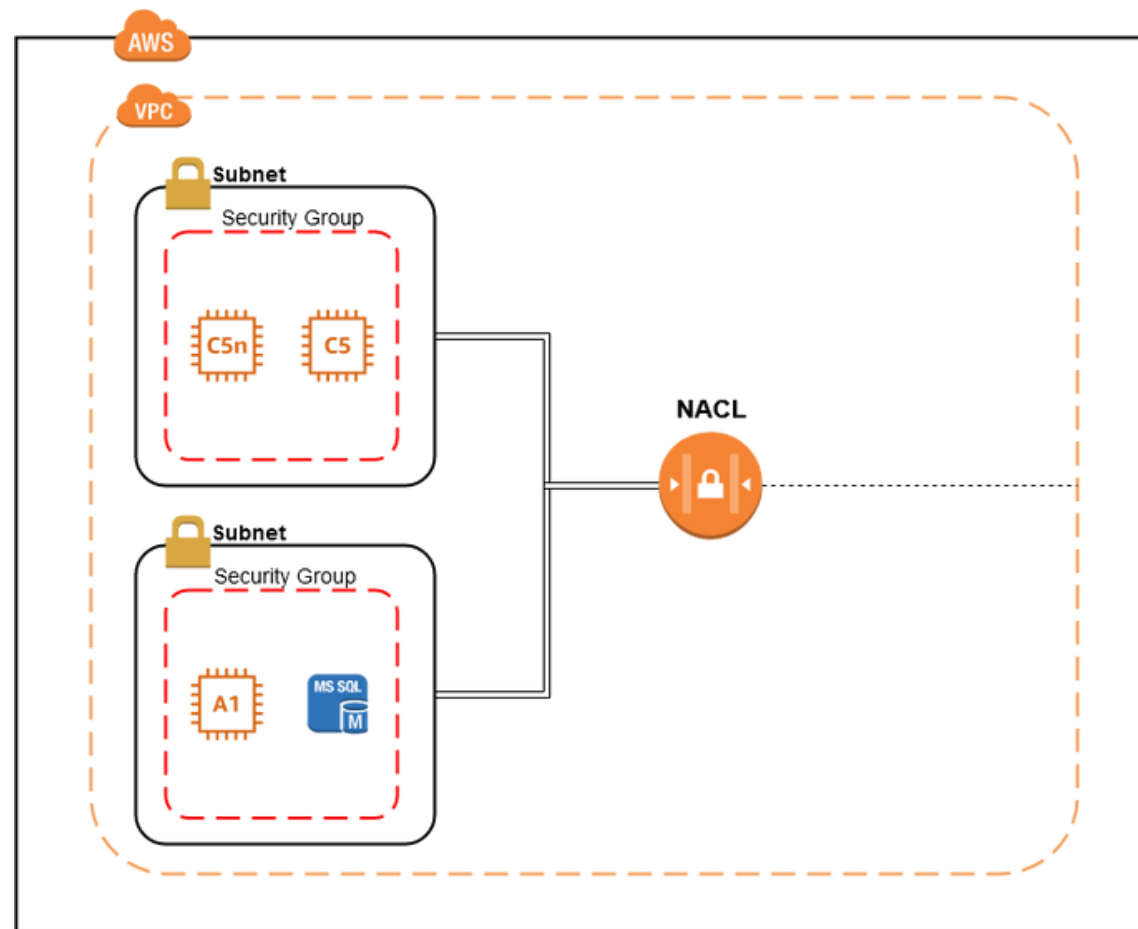 AWS
VPC
Subnet
Security Group
C5n
C5
NACL
Subnet
Security Group
A1
MS SQL
M